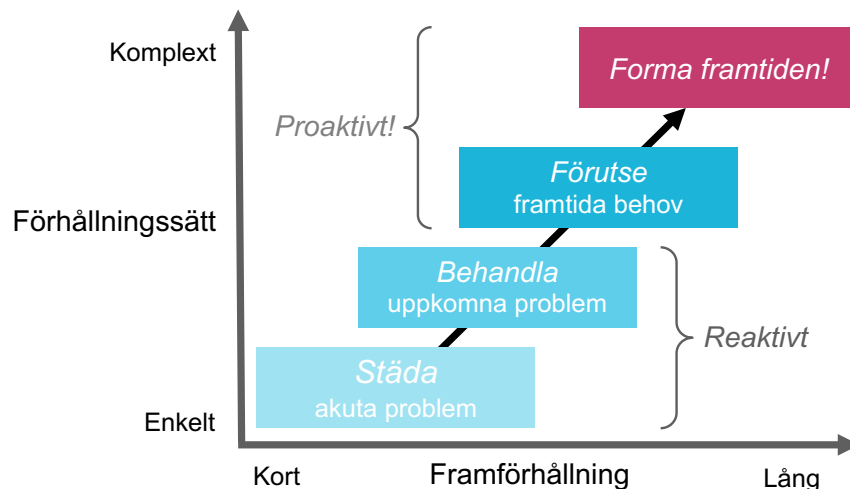 Komplext
Forma framtiden!
Proaktivt!
Förutse
framtida behov
Förhållningssätt
Behandla
uppkomna problem
Reaktivt
Städa
akuta problem
Enkelt
Kort
Framförhållning
Lång